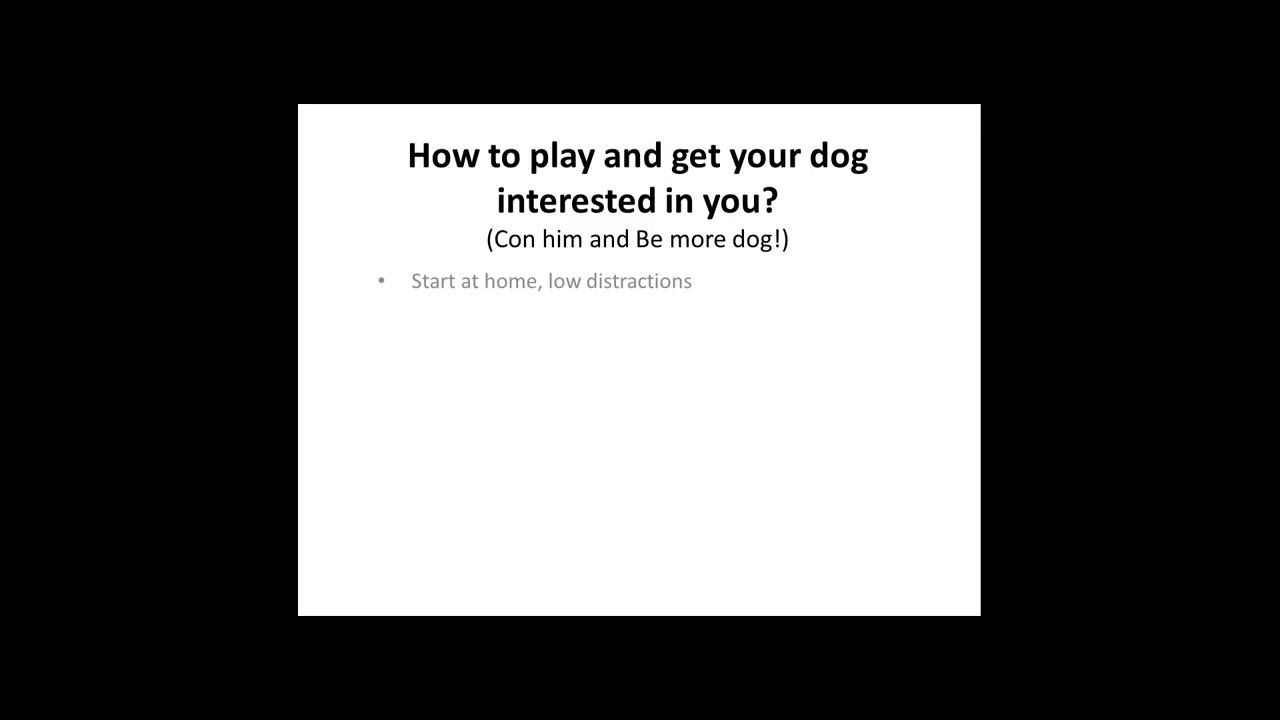 How to play and get your dog
interested in you?
(Con him and Be more dog!)
• Start at home, low distractions